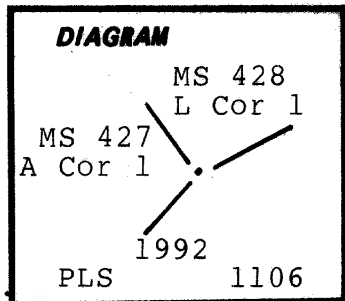 DIAGRAM
MS 428
L Cor 1
MS 427
A Cor 1
1992
PLS 1106